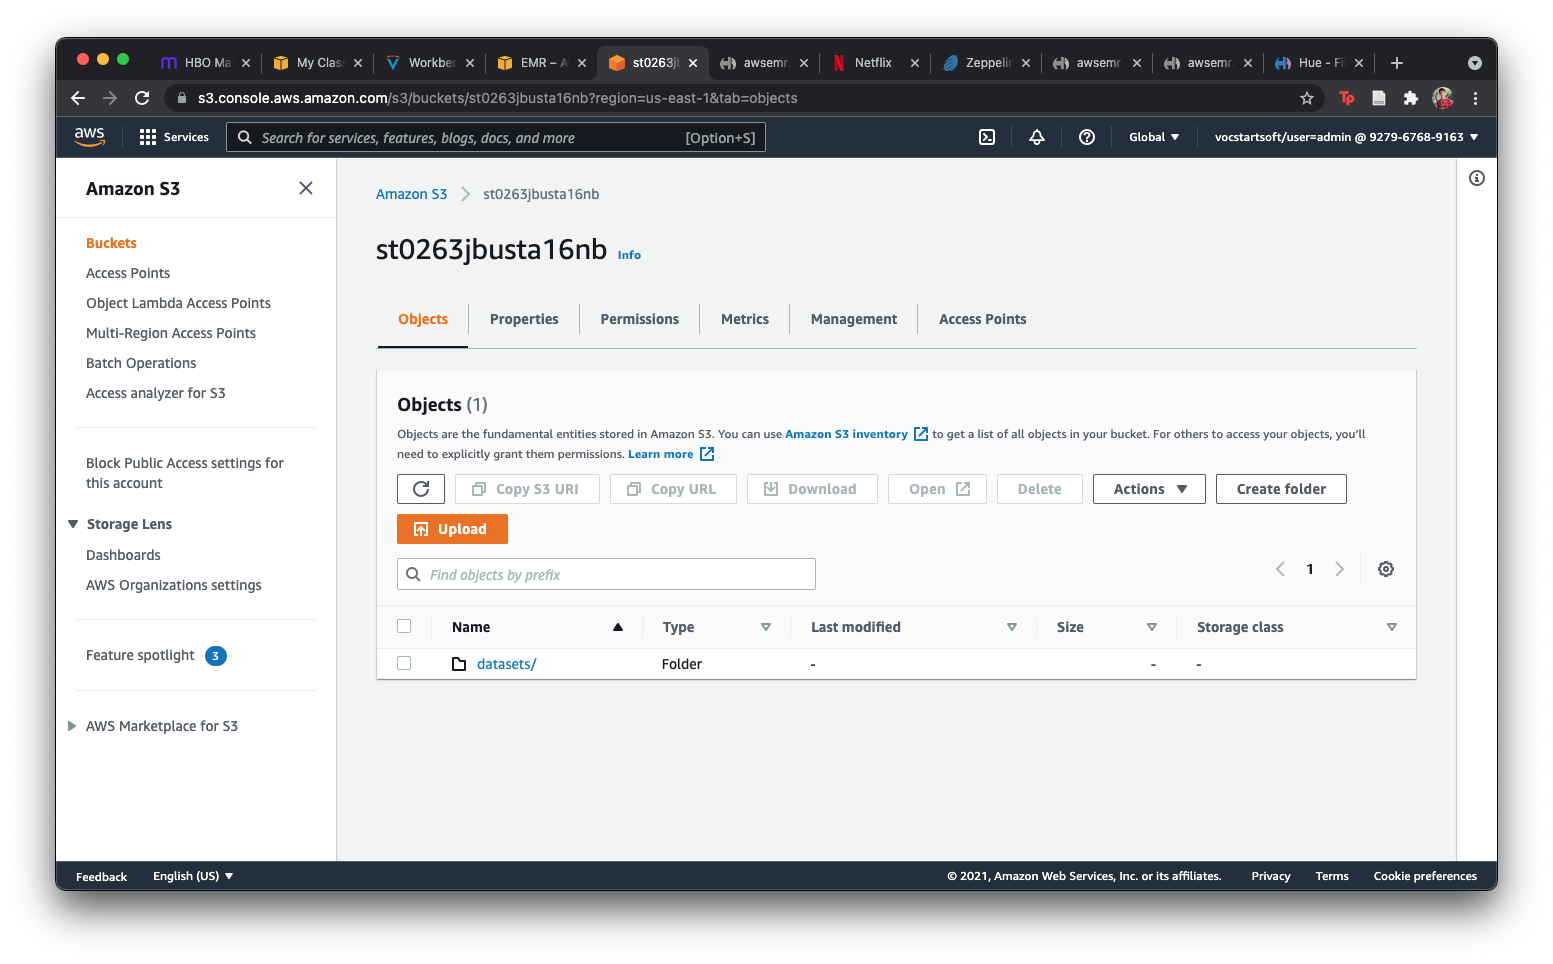 HBO Ma
My Clas
Workben
EMR – A
st0263jb
awsemr
Netflix
Zeppelin
awsemr
awsemr
Hue - Fi
s3.console.aws.amazon.com/s3/buckets/st0263jbusta16nb?region=us-east-1&tab=objects
Tp
aws
Services
Search for services, features, blogs, docs, and more
[Option+S]
Global
vocstartsoft/user=admin @ 9279-6768-9163
Amazon S3
Buckets
Access Points
Object Lambda Access Points
Multi-Region Access Points
Batch Operations
Access analyzer for S3
Block Public Access settings for
this account
Storage Lens
Dashboards
AWS Organizations settings
Feature spotlight 3
AWS Marketplace for S3
Amazon S3 st0263jbusta16nb
st0263jbusta16nb Info
Objects Properties Permissions Metrics Management Access Points
Objects (1)
Objects are the fundamental entities stored in Amazon S3. You can use Amazon S3 inventory to get a list of all objects in your bucket. For others to access your objects, you'll
need to explicitly grant them permissions. Learn more
Copy S3 URI Copy URL Download Open Delete Actions Create folder
Upload
Find objects by prefix
1
Name Type Last modified Size Storage class
datasets/ Folder - - -
Feedback English (US) © 2021, Amazon Web Services, Inc. or its affiliates. Privacy Terms Cookie preferences